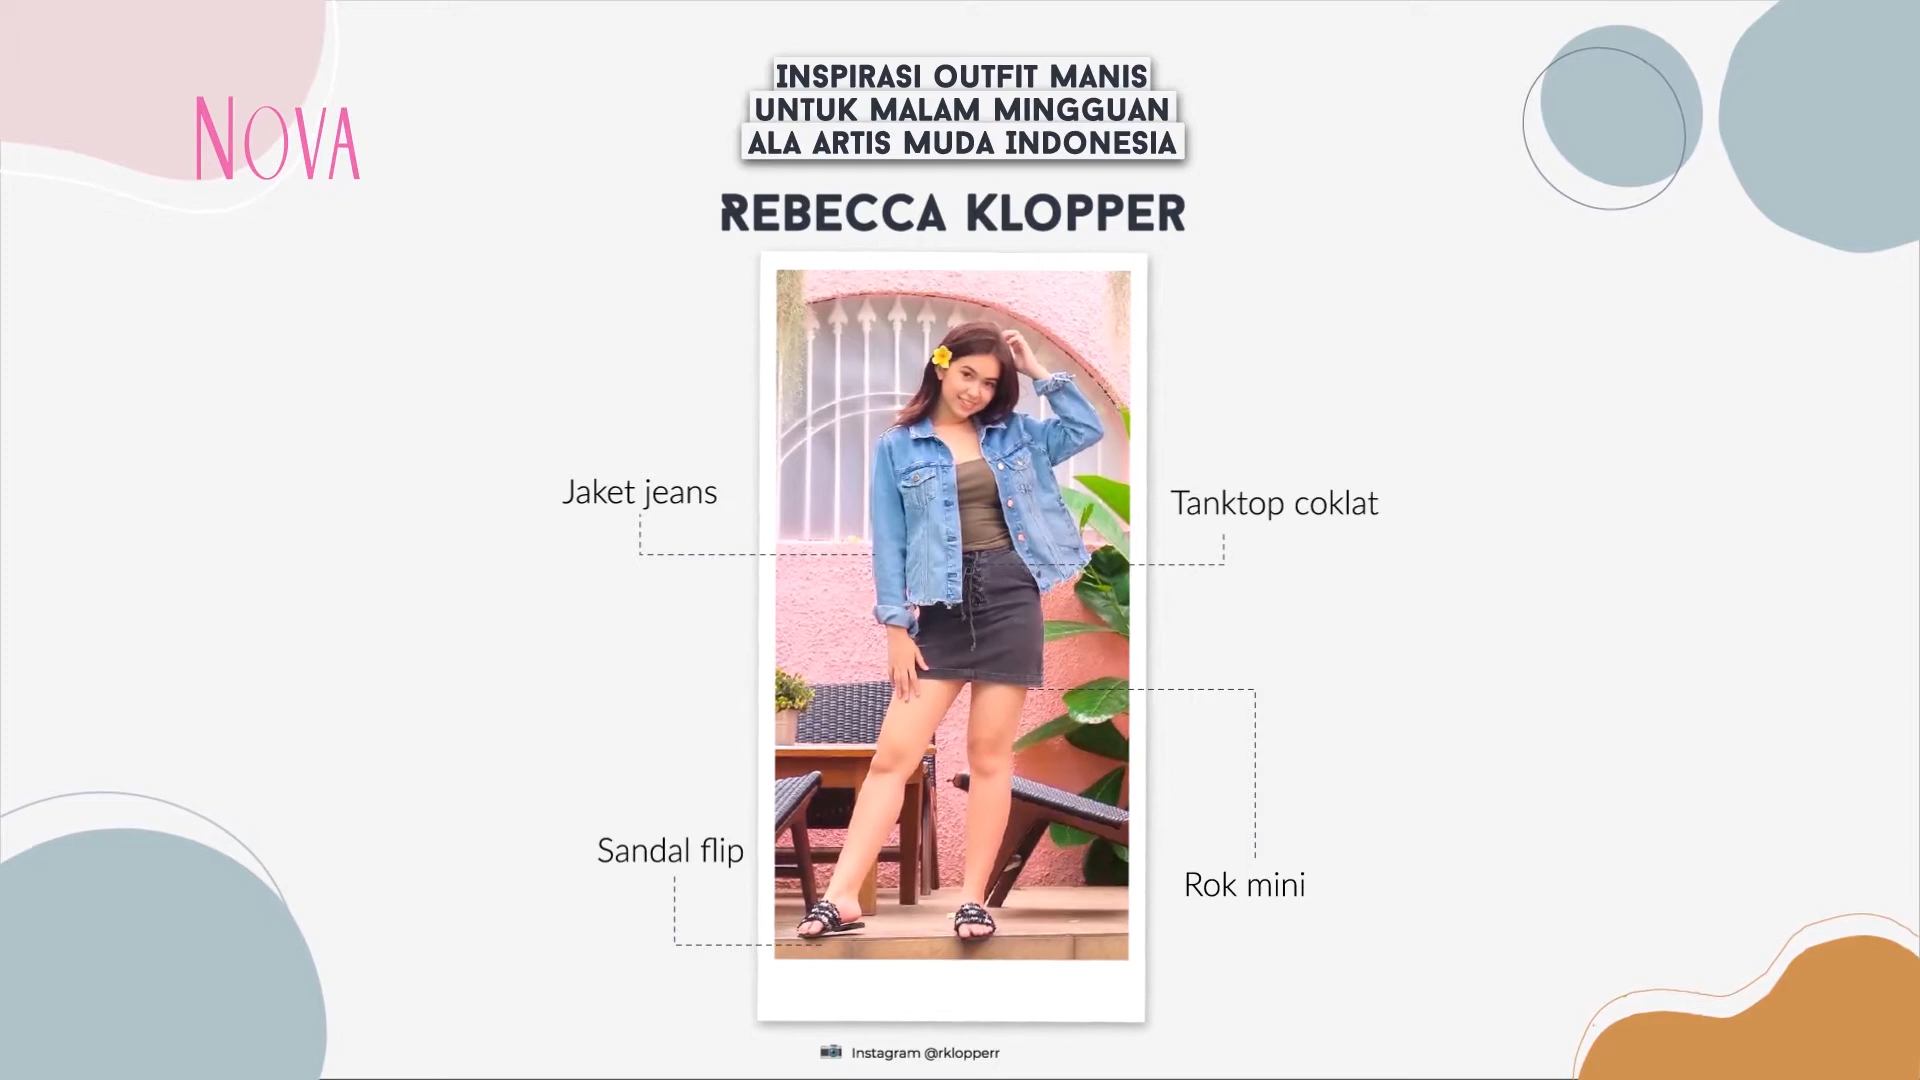 NOVA
INSPIRASI OUTFIT MANIS
UNTUK MALAM MINGGUAN
ALA ARTIS MUDA INDONESIA
REBECCA KLOPPER
Jaket jeans
Tanktop coklat
Sandal flip
Rok mini
Instagram @rklopperr